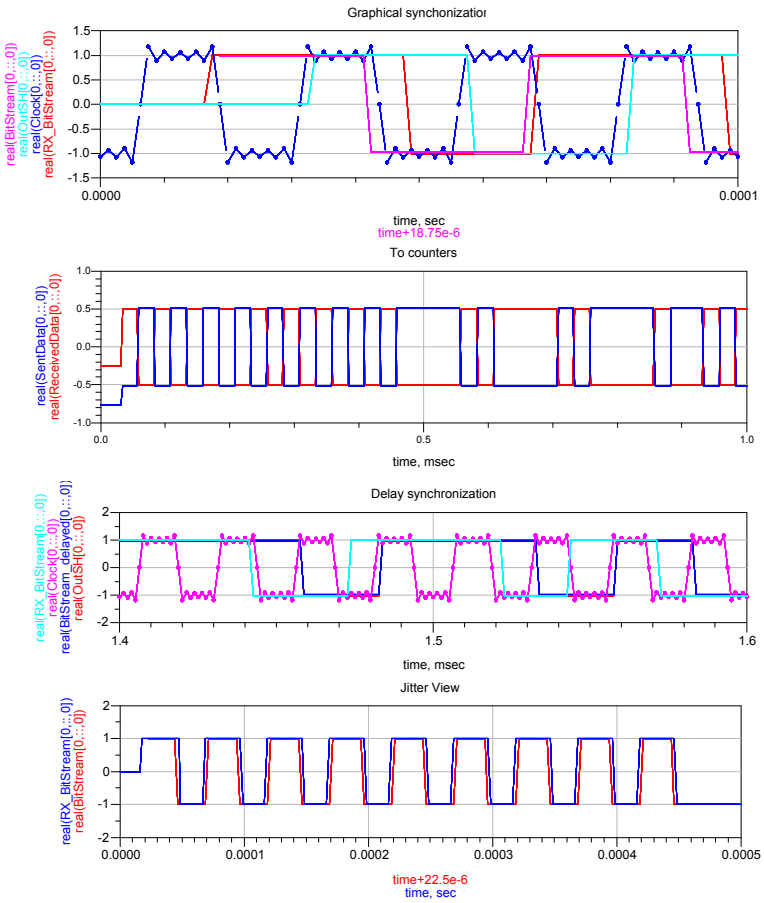 Graphical synchonization
real(BitStream[0,::,0])
real(OutSH[0,::,0])
real(Clock[0,::,0])
real(RX_BitStream[0,::,0])
1.5
1.0
0.5
0.0
-0.5
-1.0
-1.5
0.0000 0.0001
time, sec
time+18.75e-6
To counters
real(SentData[0,::,0])
real(ReceivedData[0,::,0])
1.0
0.5
0.0
-0.5
-1.0
0.0 0.5 1.0
time, msec
Delay synchronization
real(RX_BitStream[0,::,0])
real(Clock[0,::,0])
real(BitStream_delayed[0,::,0])
real(OutSH[0,::,0])
2
1
0
-1
-2
1.4 1.5 1.6
time, msec
Jitter View
real(RX_BitStream[0,::,0])
real(BitStream[0,::,0])
2
1
0
-1
-2
0.0000 0.0001 0.0002 0.0003 0.0004 0.0005
time+22.5e-6
time, sec